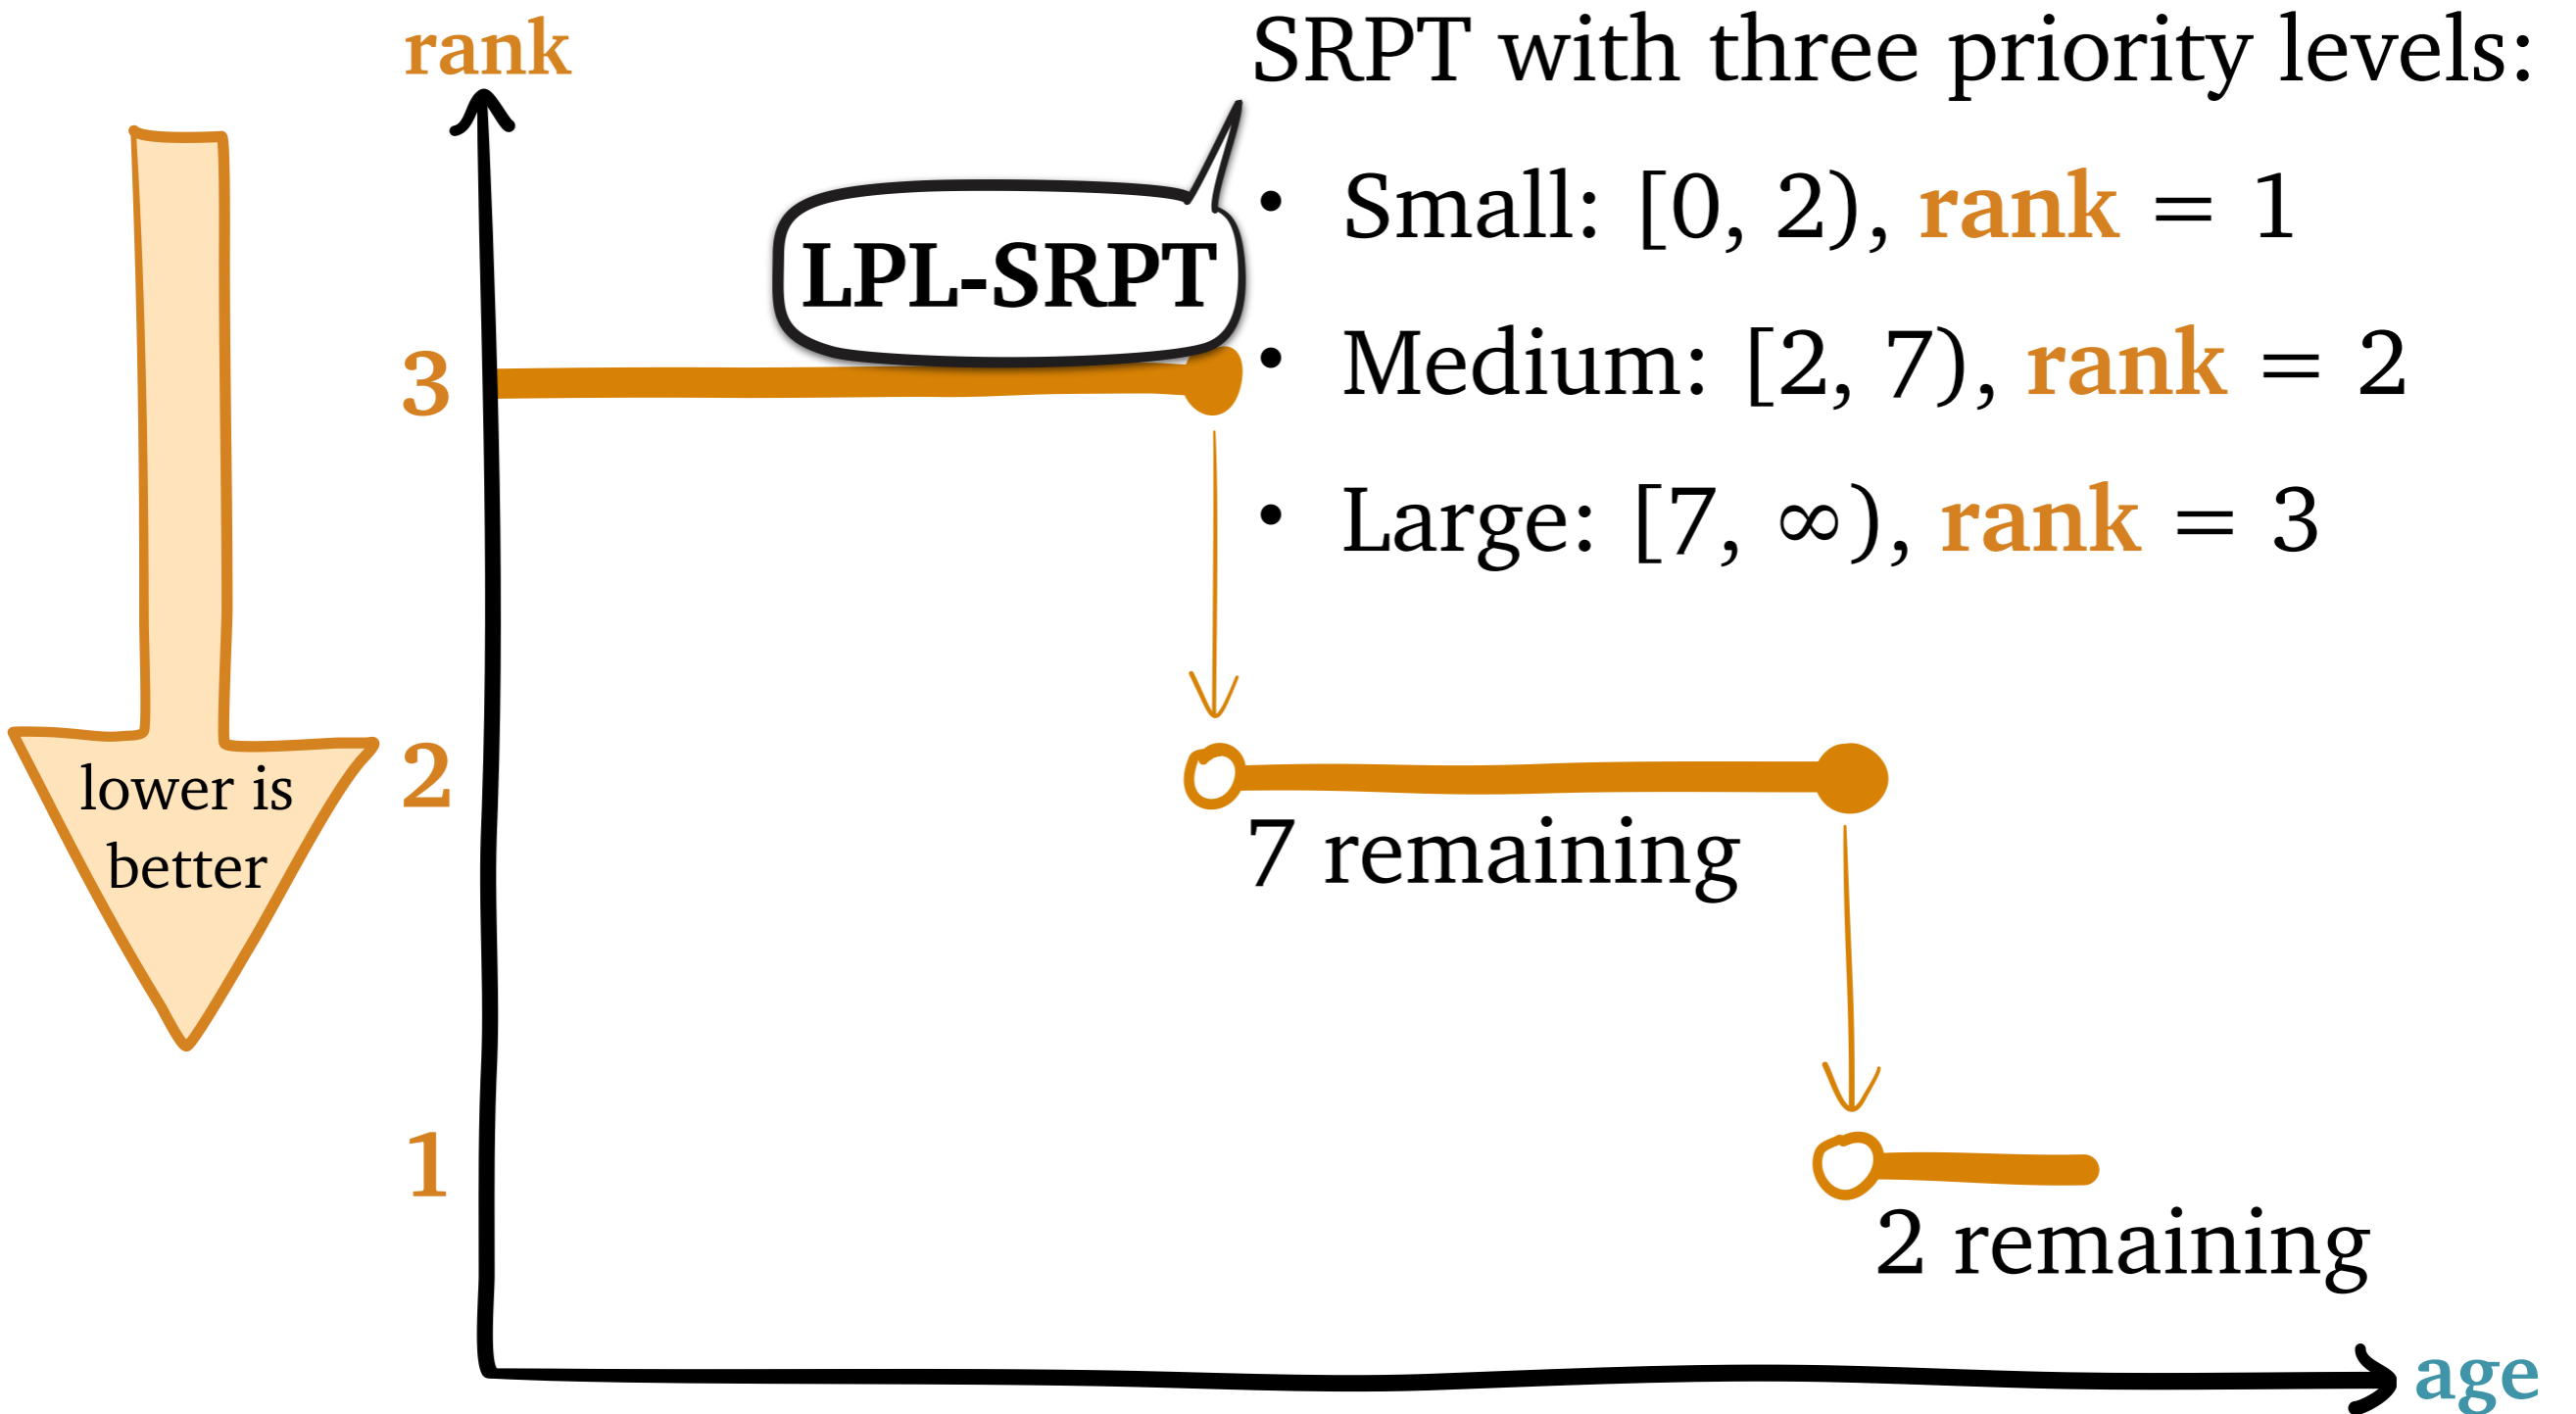 rank
SRPT with three priority levels:
• Small: [0, 2), rank = 1
LPL-SRPT
• Medium: [2, 7), rank = 2
3
• Large: [7, ∞), rank = 3
lower is
better
2
7 remaining
1
2 remaining
age